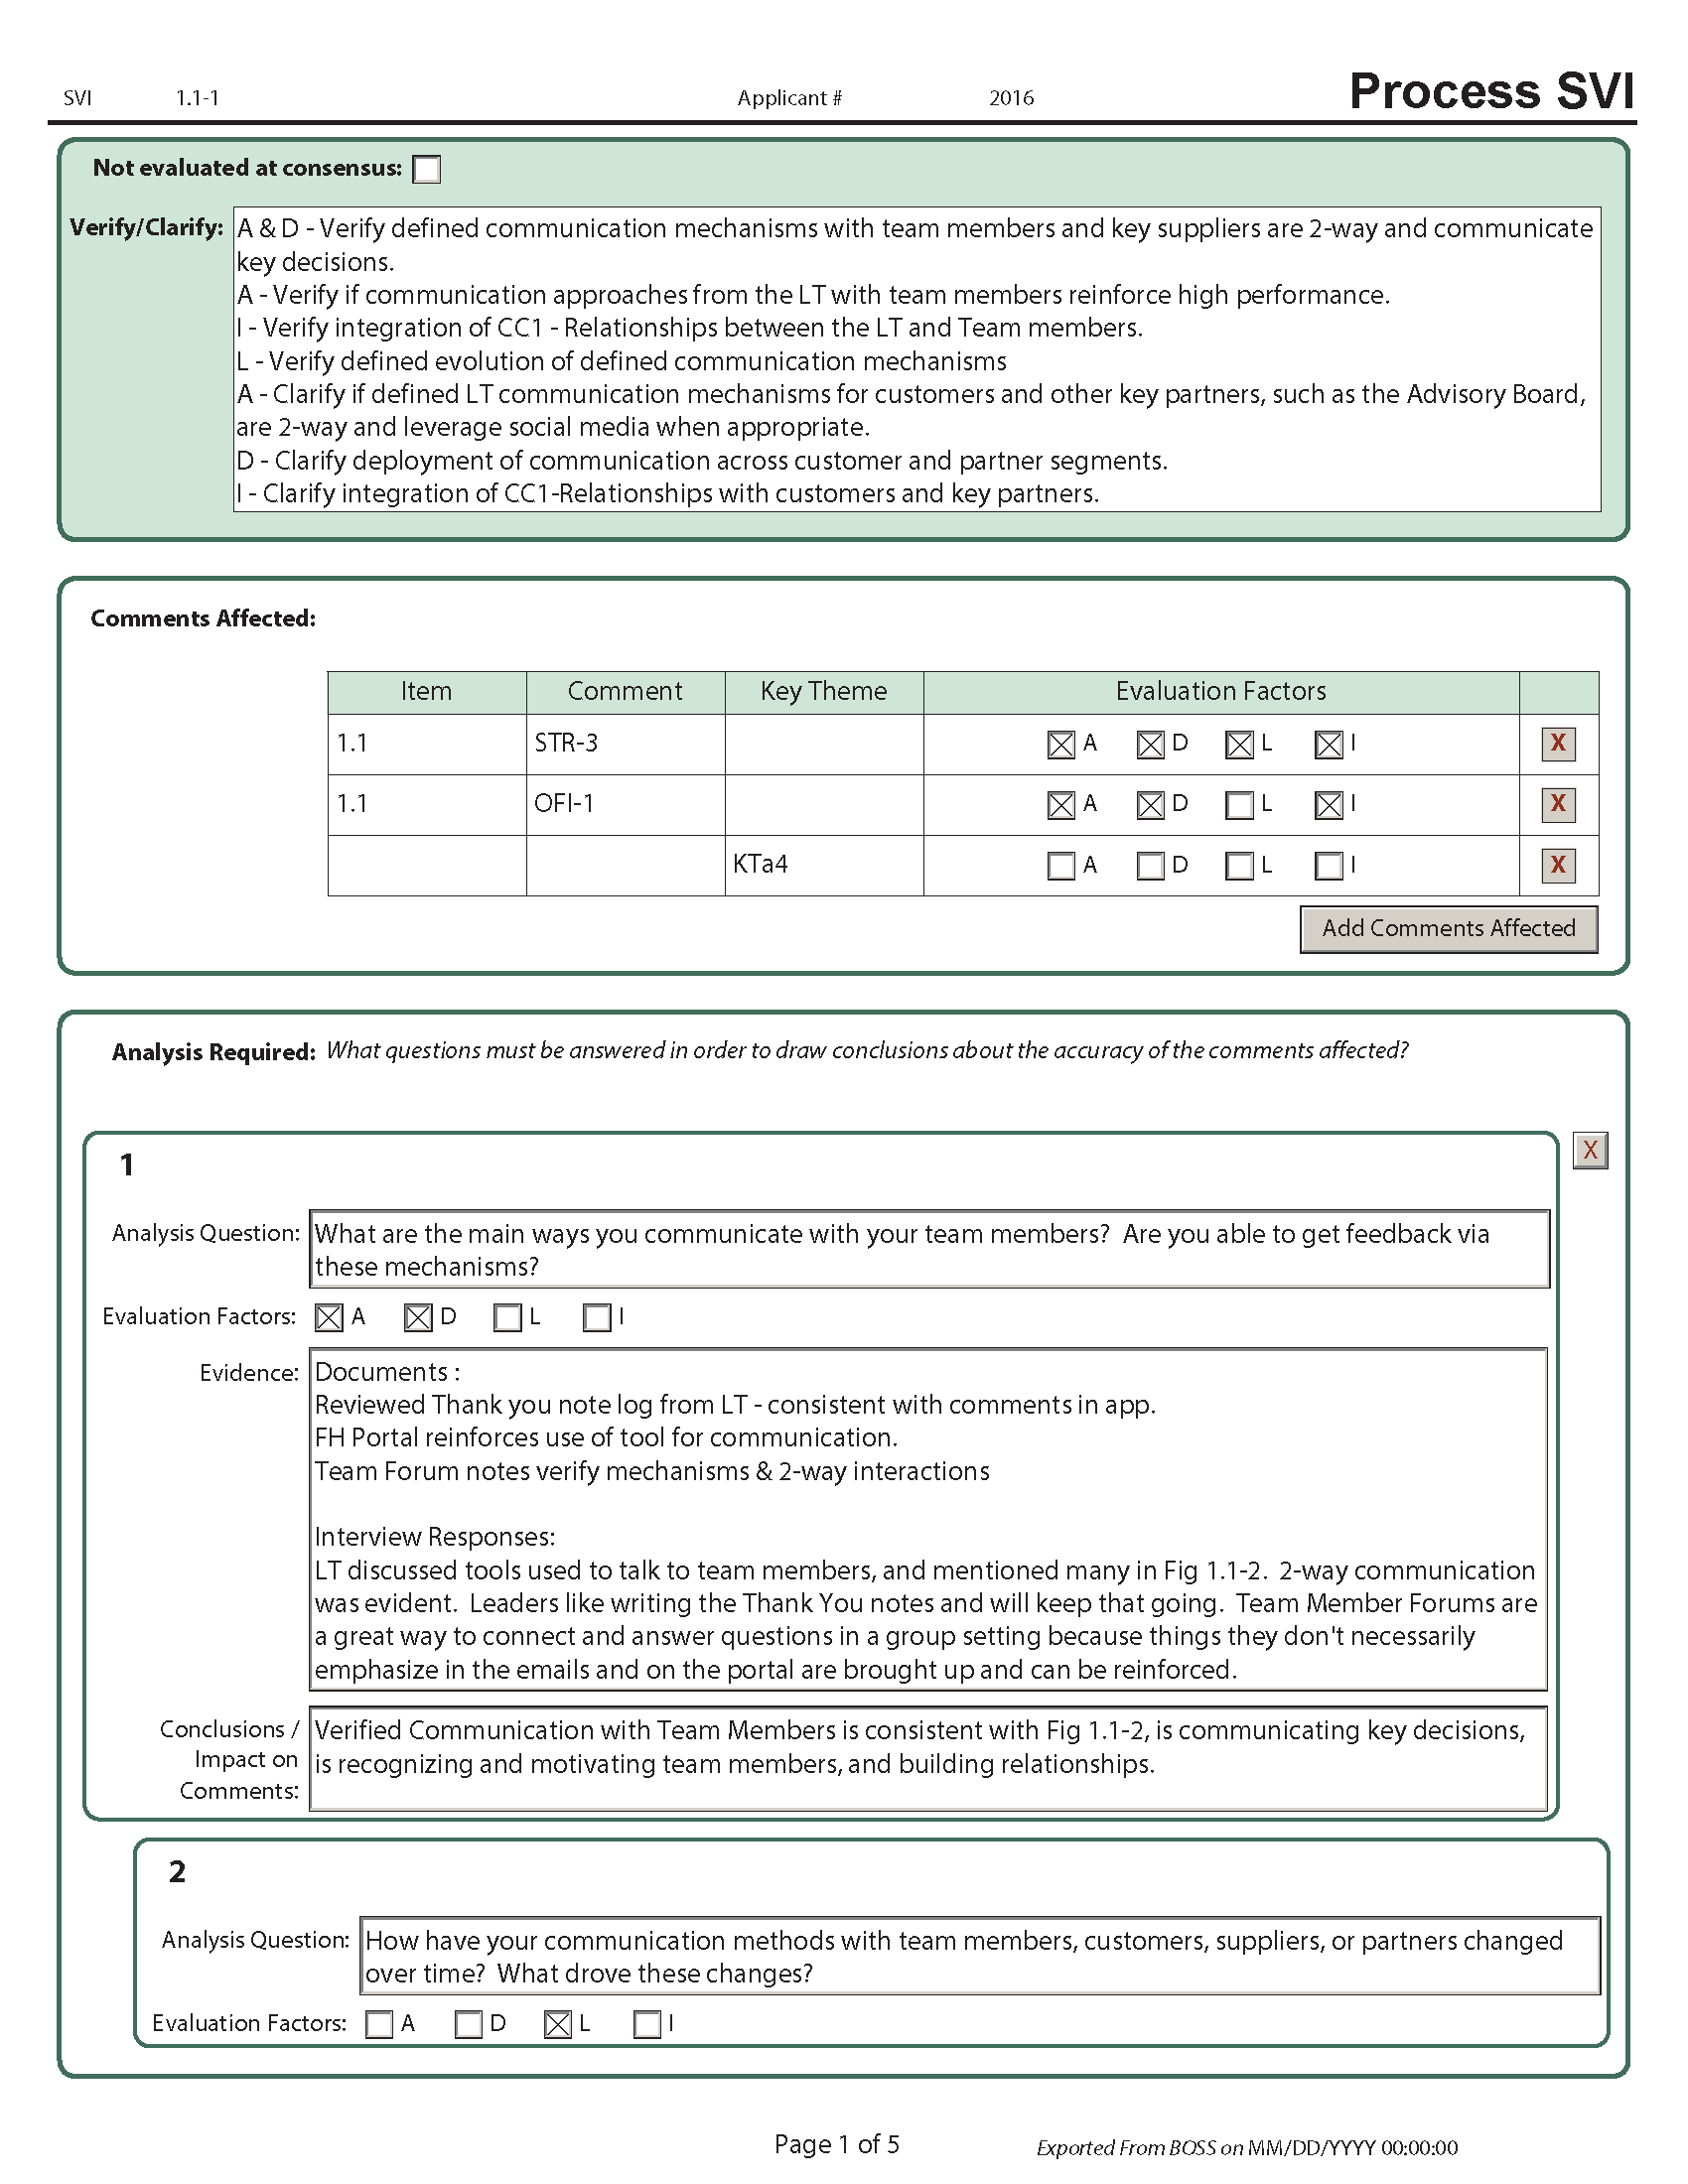 SVI 1.1-1 Applicant # 2016 Process SVI
Not evaluated at consensus:
Verify/Clarify: A & D - Verify defined communication mechanisms with team members and key suppliers are 2-way and communicate
key decisions.
A - Verify if communication approaches from the LT with team members reinforce high performance.
I - Verify integration of CC1 - Relationships between the LT and Team members.
L - Verify defined evolution of defined communication mechanisms
A - Clarify if defined LT communication mechanisms for customers and other key partners, such as the Advisory Board,
are 2-way and leverage social media when appropriate.
D - Clarify deployment of communication across customer and partner segments.
I - Clarify integration of CC1-Relationships with customers and key partners.
Comments Affected:
Item Comment Key Theme Evaluation Factors
1.1 STR-3 A D L I X
1.1 OFI-1 A D L I X
KTa4 A D L I X
Add Comments Affected
Analysis Required: What questions must be answered in order to draw conclusions about the accuracy of the comments affected?
X
1
Analysis Question: What are the main ways you communicate with your team members? Are you able to get feedback via
these mechanisms?
Evaluation Factors: A D L I
Evidence: Documents :
Reviewed Thank you note log from LT - consistent with comments in app.
FH Portal reinforces use of tool for communication.
Team Forum notes verify mechanisms & 2-way interactions
Interview Responses:
LT discussed tools used to talk to team members, and mentioned many in Fig 1.1-2. 2-way communication
was evident. Leaders like writing the Thank You notes and will keep that going. Team Member Forums are
a great way to connect and answer questions in a group setting because things they don't necessarily
emphasize in the emails and on the portal are brought up and can be reinforced.
Conclusions / Verified Communication with Team Members is consistent with Fig 1.1-2, is communicating key decisions,
Impact on is recognizing and motivating team members, and building relationships.
Comments:
2
Analysis Question: How have your communication methods with team members, customers, suppliers, or partners changed
over time? What drove these changes?
Evaluation Factors: A D L I
Page 1 of 5 Exported From BOSS on MM/DD/YYYY 00:00:00